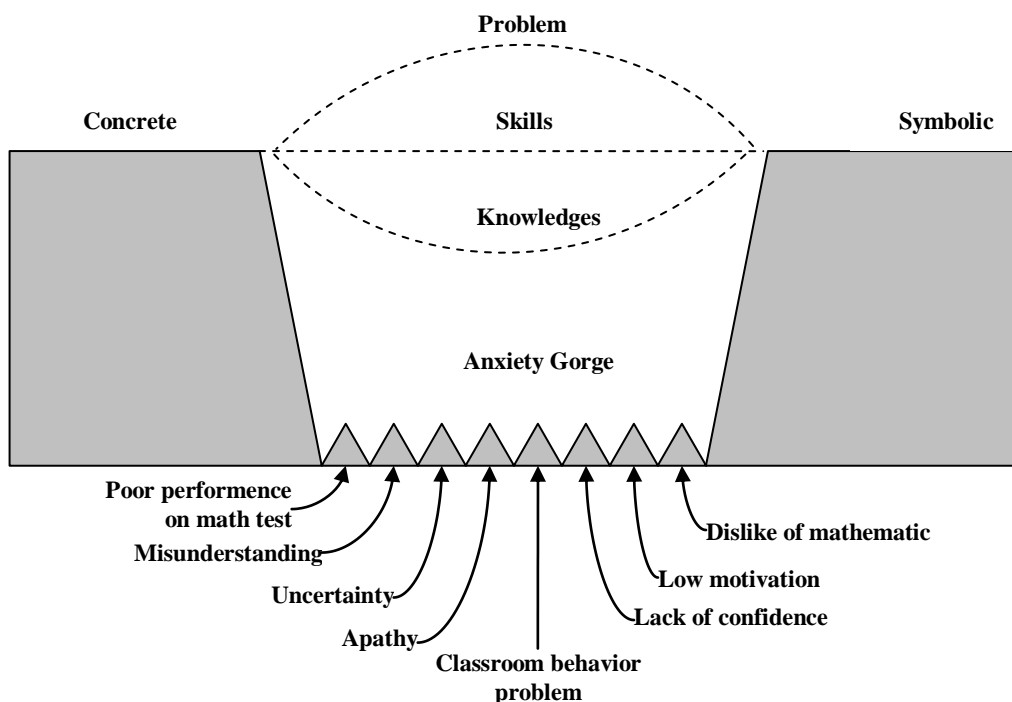 Problem
Concrete
Skills
Symbolic
Knowledges
Anxiety Gorge
Poor performence
on math test
Misunderstanding
Uncertainty
Apathy
Classroom behavior
problem
Lack of confidence
Low motivation
Dislike of mathematic